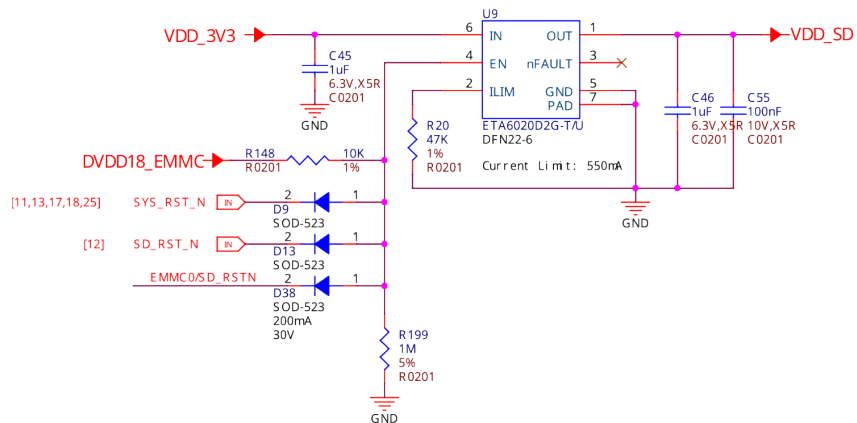 U9
VDD_3V3
6
IN
OUT
1
VDD_SD
4
EN
nFAULT
3
2
ILIM
GND
5
PAD
7
C45
1uF
6.3V,X5R
C0201
GND
R20
47K
1%
R0201
ETA6020D2G-T/U
DFN22-6
Current Limit: 550mA
C46
1uF
6.3V,X5R
C0201
C55
100nF
10V,X5R
C0201
GND
DVDD18_EMMC
R148
R0201
10K
1%
[11,13,17,18,25]
SYS_RST_N
IN
2
1
D9
SOD-523
[12]
SD_RST_N
IN
2
1
D13
SOD-523
EMMC0/SD_RSTN
2
1
D38
SOD-523
200mA
30V
R199
1M
5%
R0201
GND